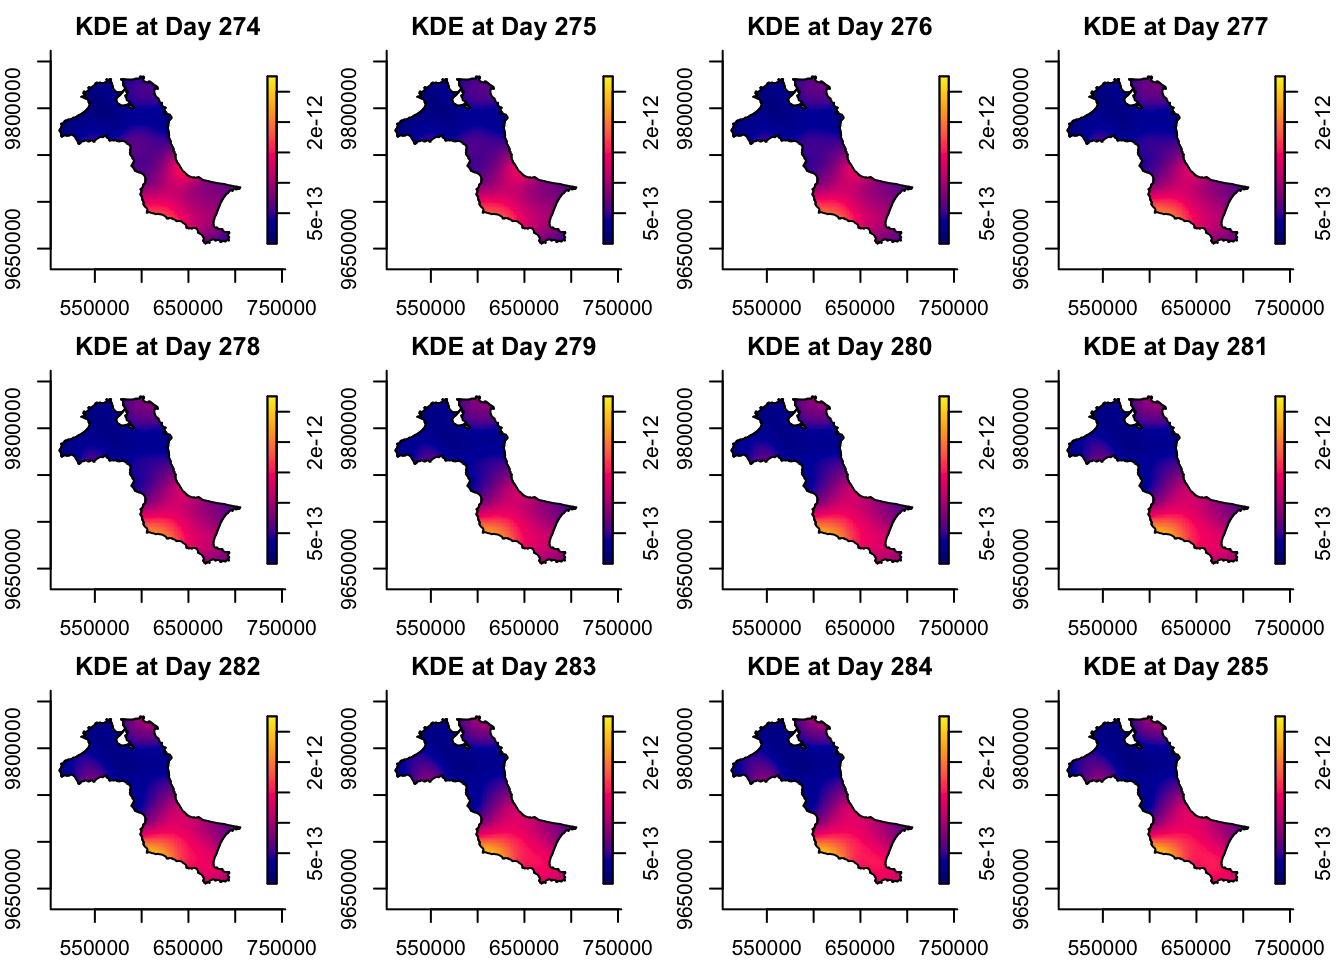 KDE at Day 274
9800000
9650000
2e-12
5e-13
550000 650000 750000
KDE at Day 275
9800000
9650000
2e-12
5e-13
550000 650000 750000
KDE at Day 276
9800000
9650000
2e-12
5e-13
550000 650000 750000
KDE at Day 277
9800000
9650000
2e-12
5e-13
550000 650000 750000
KDE at Day 278
9800000
9650000
2e-12
5e-13
550000 650000 750000
KDE at Day 279
9800000
9650000
2e-12
5e-13
550000 650000 750000
KDE at Day 280
9800000
9650000
2e-12
5e-13
550000 650000 750000
KDE at Day 281
9800000
9650000
2e-12
5e-13
550000 650000 750000
KDE at Day 282
9800000
9650000
2e-12
5e-13
550000 650000 750000
KDE at Day 283
9800000
9650000
2e-12
5e-13
550000 650000 750000
KDE at Day 284
9800000
9650000
2e-12
5e-13
550000 650000 750000
KDE at Day 285
9800000
9650000
2e-12
5e-13
550000 650000 750000